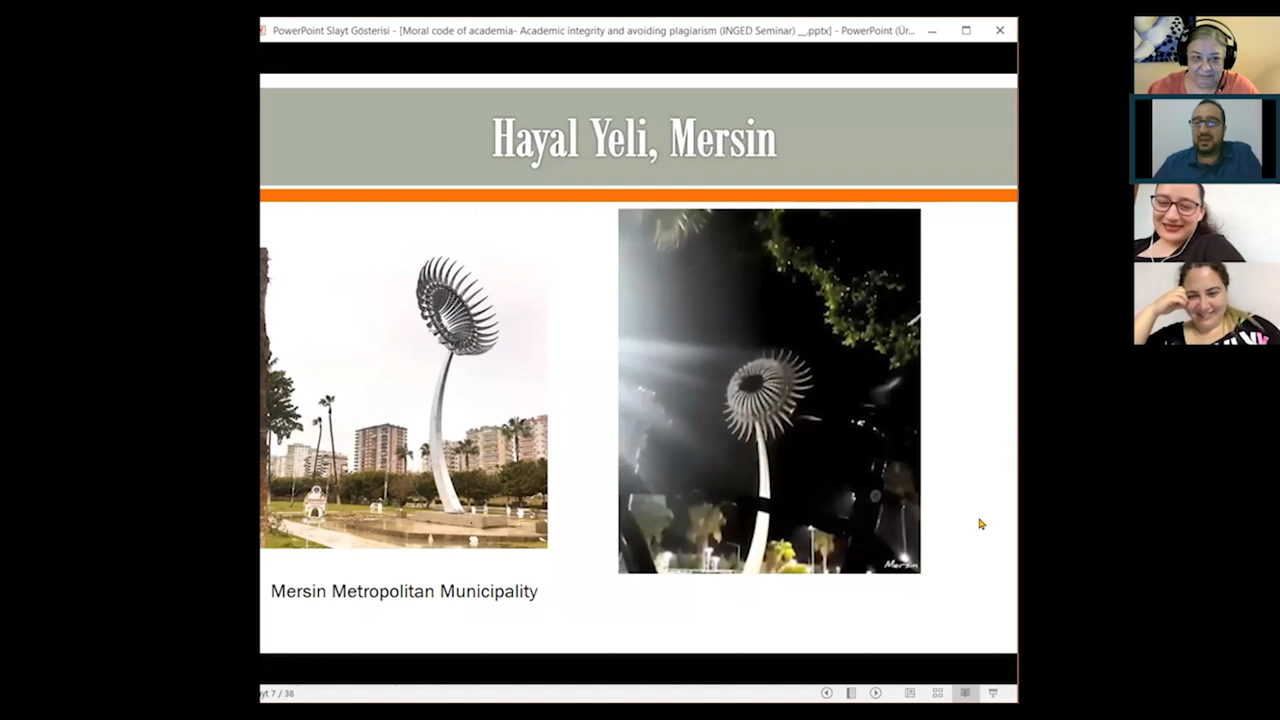 PowerPoint Slayt Gösterisi - [Moral code of academia- Academic integrity and avoiding plagiarism (INGED Seminar) __.pptx] - PowerPoint (Ür...
Hayal Yeli, Mersin
Mersin
Mersin Metropolitan Municipality
yt 7 / 38